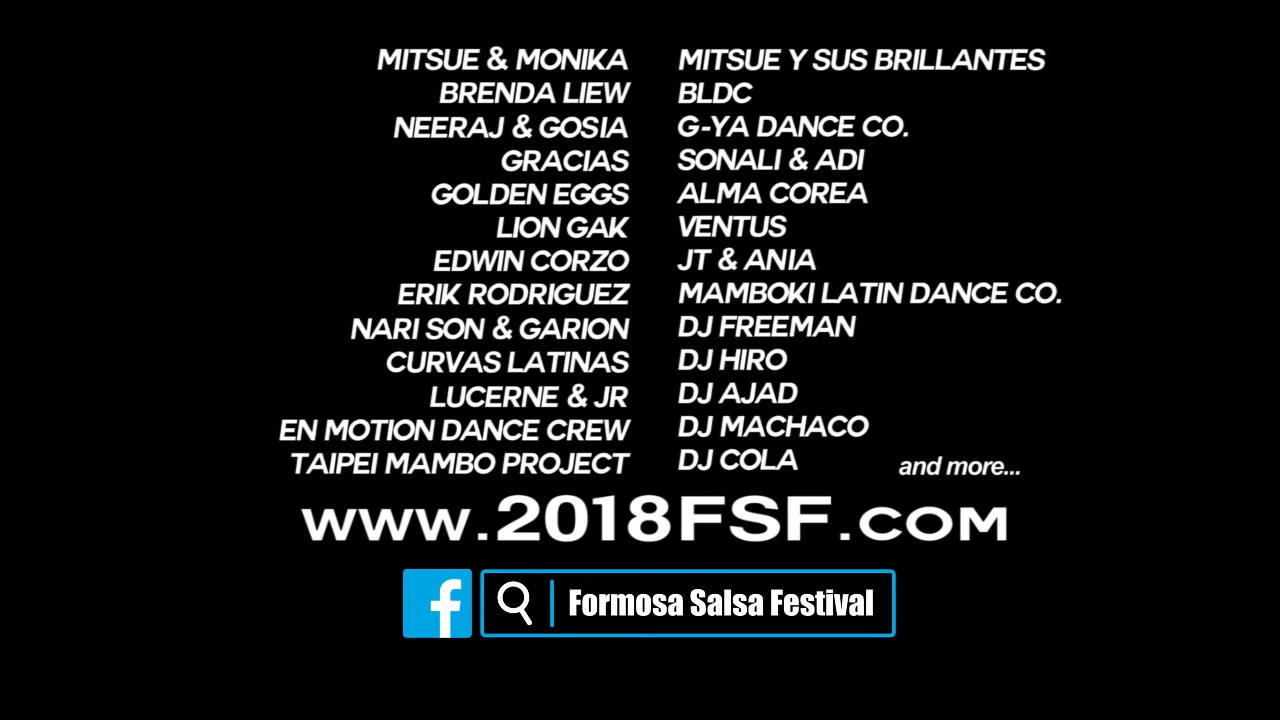 MITSUE & MONIKA
BRENDA LIEW
NEERAJ & GOSIA
GRACIAS
GOLDEN EGGS
LION GAK
EDWIN CORZO
ERIK RODRIGUEZ
NARI SON & GARION
CURVAS LATINAS
LUCERNE & JR
EN MOTION DANCE CREW
TAIPEI MAMBO PROJECT
MITSUE Y SUS BRILLANTES
BLDC
G-YA DANCE CO.
SONALI & ADI
ALMA COREA
VENTUS
JT & ANIA
MAMBOKI LATIN DANCE CO.
DJ FREEMAN
DJ HIRO
DJ AJAD
DJ MACHACO
DJ COLA
and more...
WWW.2018FSF.COM
f
Formosa Salsa Festival